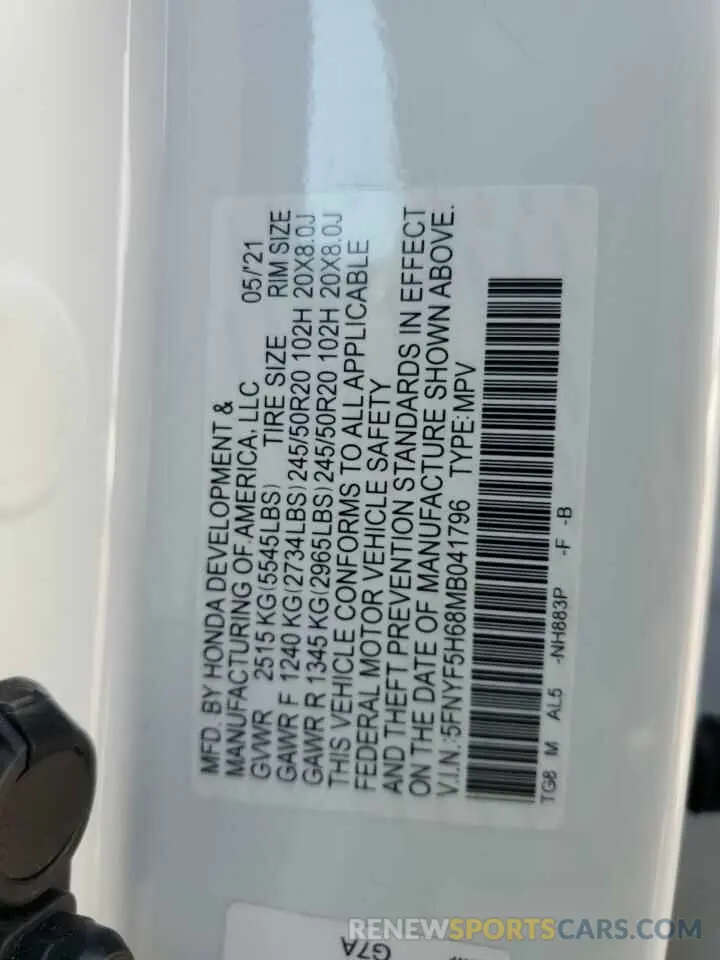 MFD. BY HONDA DEVELOPMENT &
MANUFACTURING OF AMERICA, LLC 05/'21
GVWR 2515 KG(5545LBS) TIRE SIZE RIM SIZE
GAWR F 1240 KG(2734LBS) 245/50R20 102H 20X8.0J
GAWR R 1345 KG(2965LBS) 245/50R20 102H 20X8.0J
THIS VEHICLE CONFORMS TO ALL APPLICABLE
FEDERAL MOTOR VEHICLE SAFETY
AND THEFT PREVENTION STANDARDS IN EFFECT
ON THE DATE OF MANUFACTURE SHOWN ABOVE.
V.I.N.:5FNYF5H68MB041796 TYPE:MPV
TG8 M AL5 -NH883P -F -B
G7A
RENEWSPORTSCARS.COM